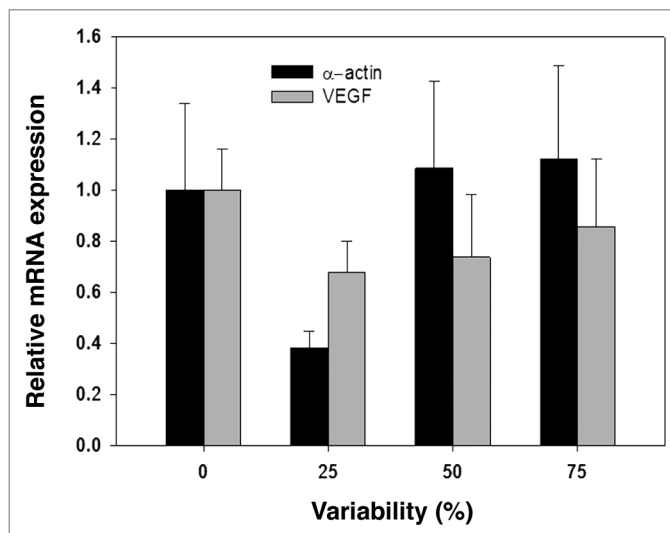 1.6
1.4
1.2
1.0
0.8
0.6
0.4
0.2
0.0
Relative mRNA expression
α−actin
VEGF
0 25 50 75
Variability (%)